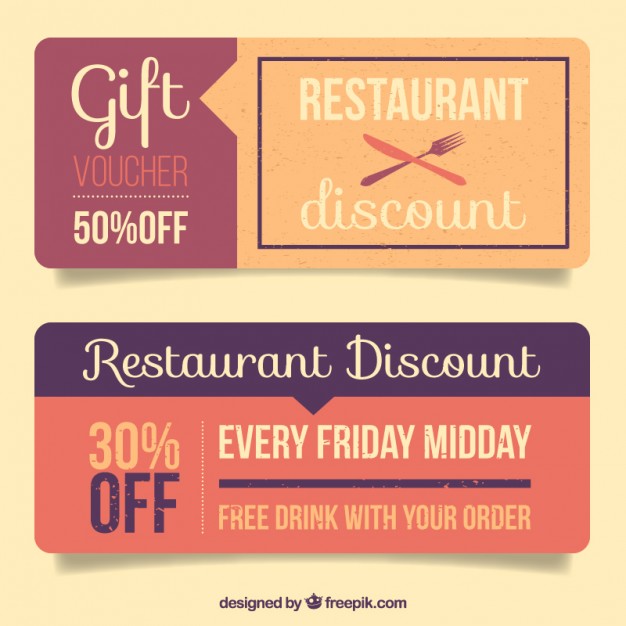 Gift
VOUCHER
50%OFF
RESTAURANT
discount
Restaurant Discount
30%
OFF
EVERY FRIDAY MIDDAY
FREE DRINK WITH YOUR ORDER
designed by freepik.com